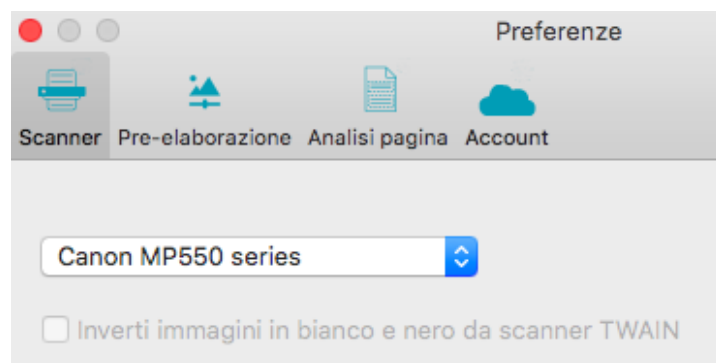 Preferenze
Scanner Pre-elaborazione Analisi pagina Account
Canon MP550 series
Inverti immagini in bianco e nero da scanner TWAIN